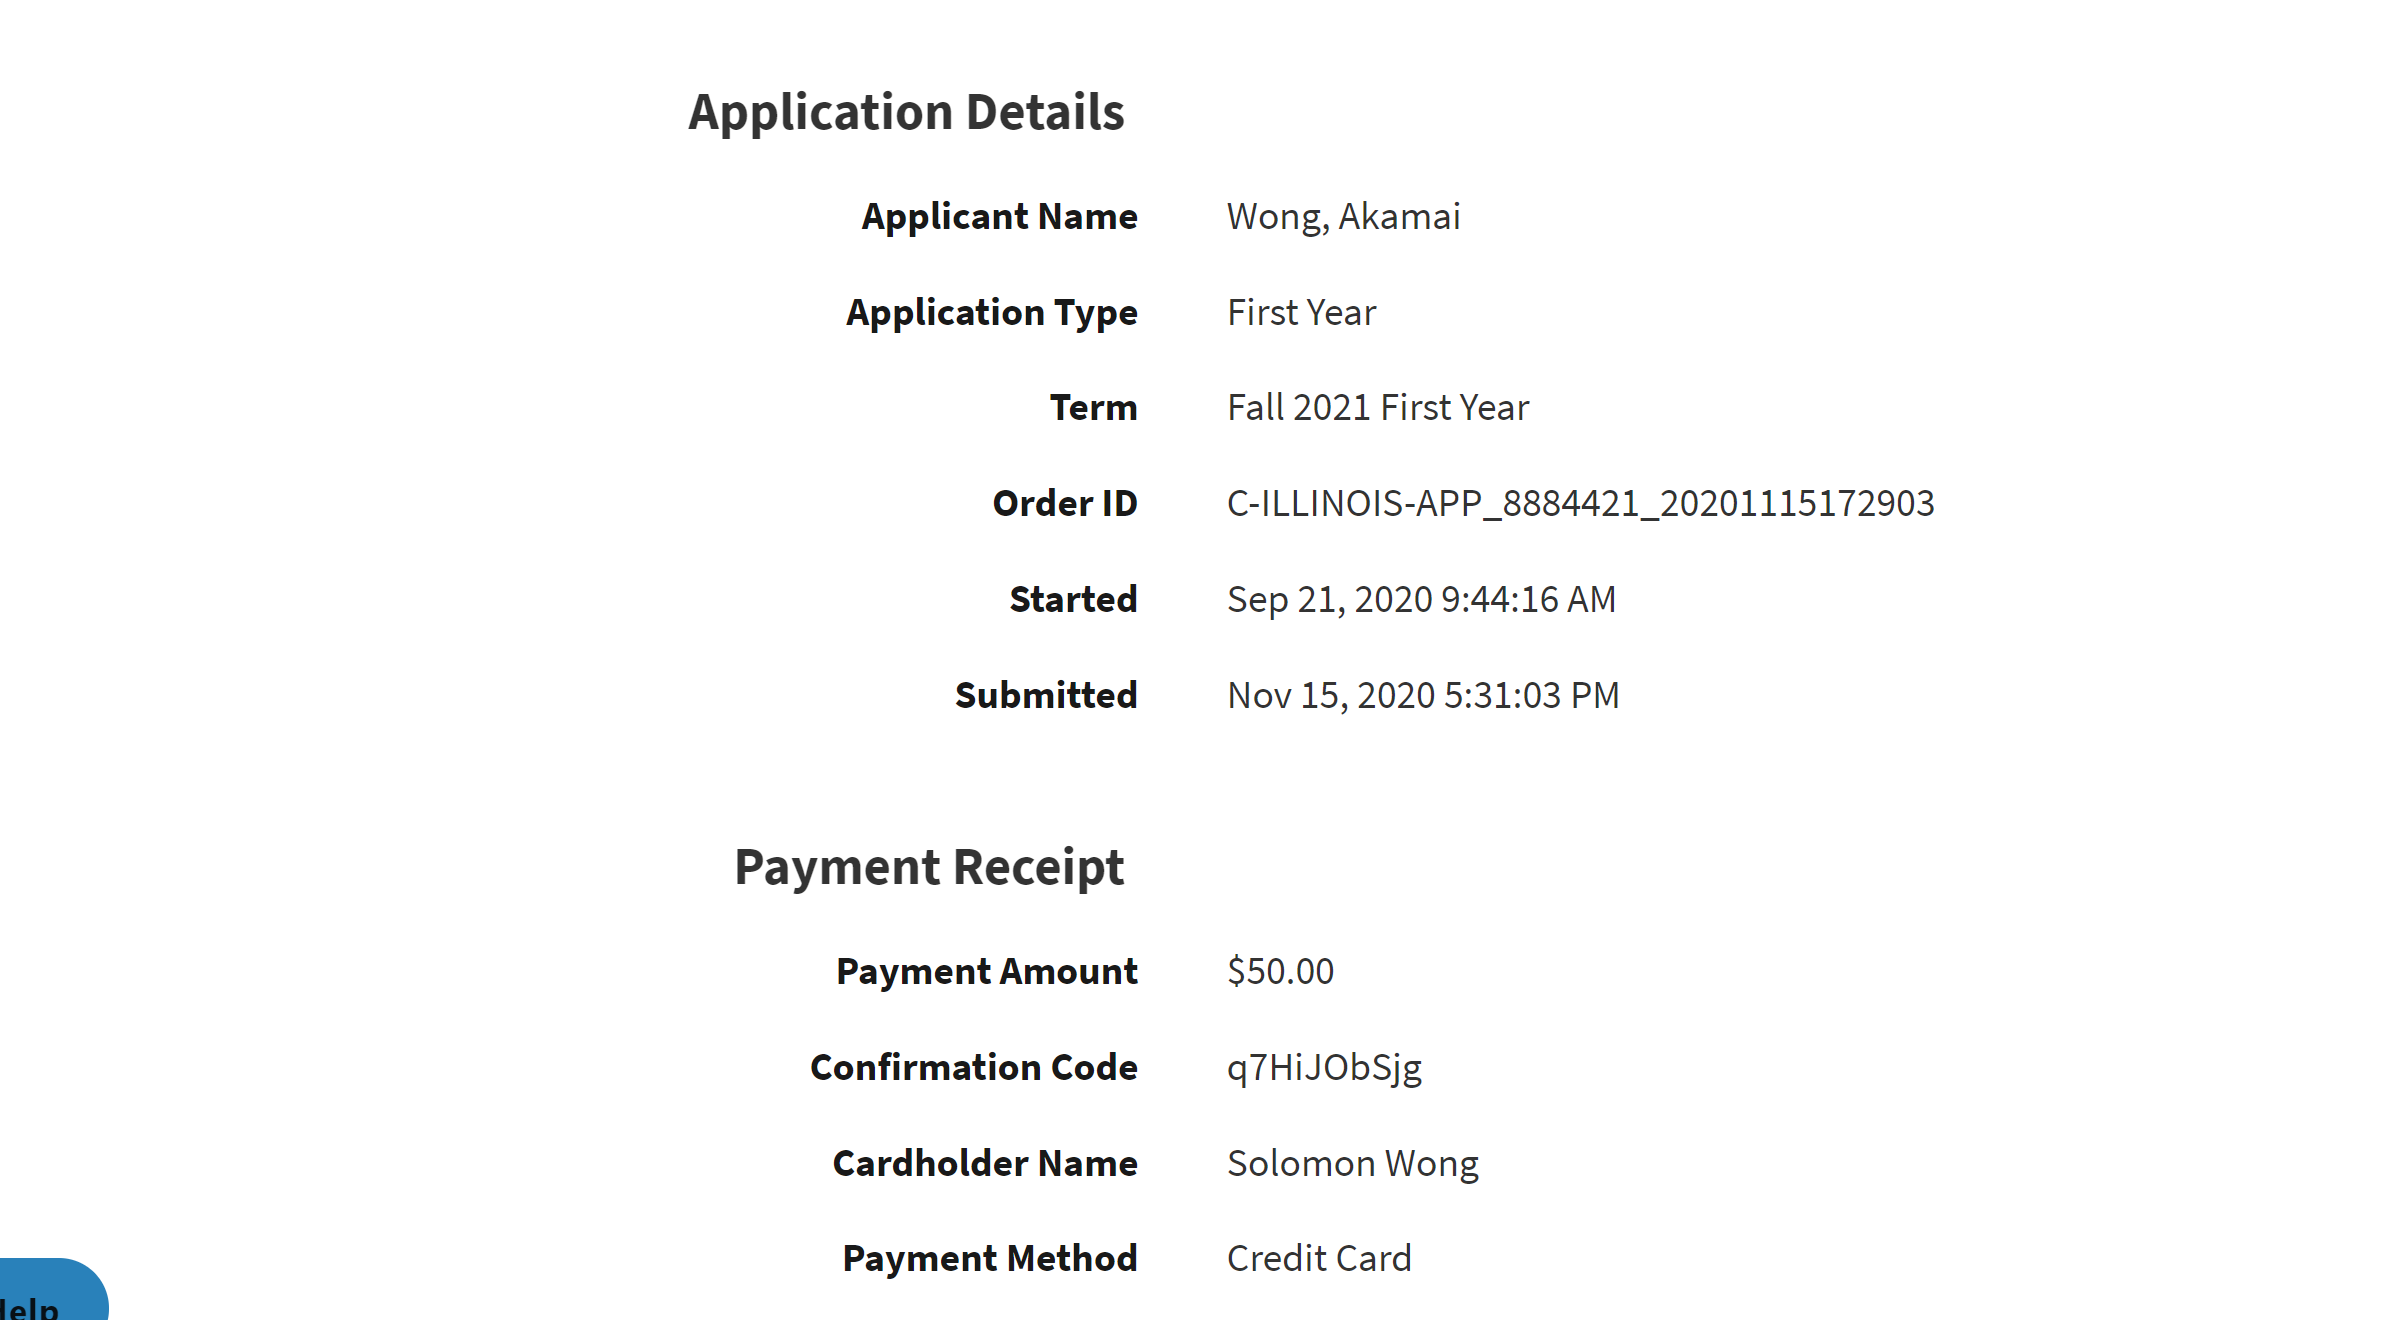 Application Details
Applicant Name Wong, Akamai
Application Type First Year
Term Fall 2021 First Year
Order ID C-ILLINOIS-APP_8884421_20201115172903
Started Sep 21, 2020 9:44:16 AM
Submitted Nov 15, 2020 5:31:03 PM
Payment Receipt
Payment Amount $50.00
Confirmation Code q7HiJObSjg
Cardholder Name Solomon Wong
Payment Method Credit Card
Help